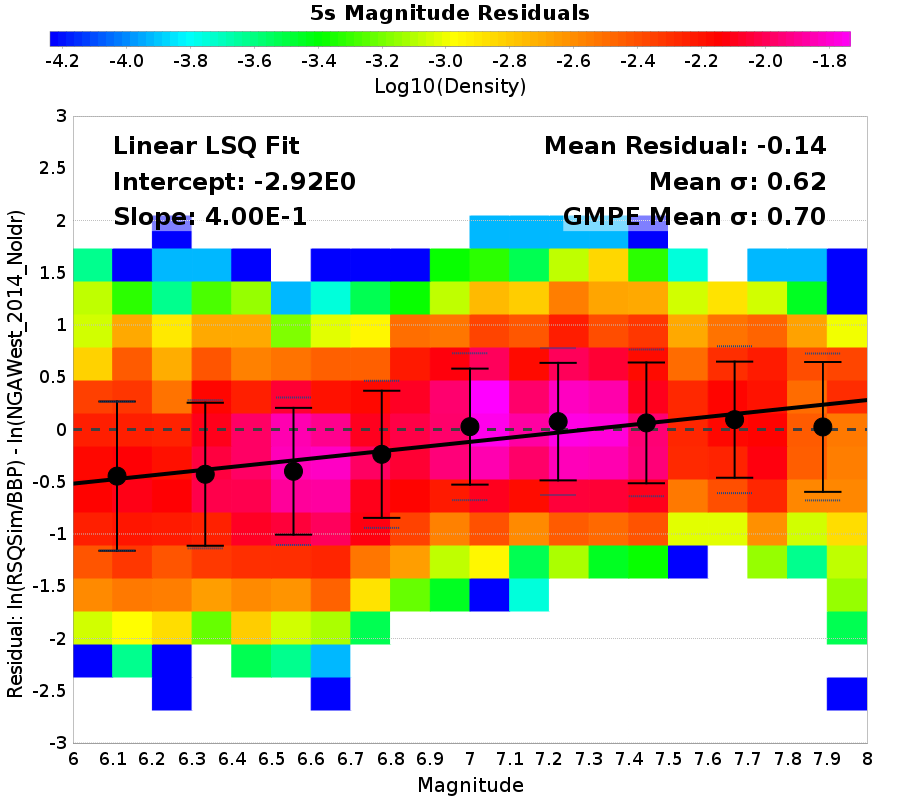 5s Magnitude Residuals
-4.2 -4.0 -3.8 -3.6 -3.4 -3.2 -3.0 -2.8 -2.6 -2.4 -2.2 -2.0 -1.8
Log10(Density)
Residual: ln(RSQSim/BBP) - ln(NGAWest_2014_NoIdr)
3
2.5
2
1.5
1
0.5
0
-0.5
-1
-1.5
-2
-2.5
-3
Linear LSQ Fit
Intercept: -2.92E0
Slope: 4.00E-1
Mean Residual: -0.14
Mean σ: 0.62
GMPE Mean σ: 0.70
6 6.1 6.2 6.3 6.4 6.5 6.6 6.7 6.8 6.9 7 7.1 7.2 7.3 7.4 7.5 7.6 7.7 7.8 7.9 8
Magnitude